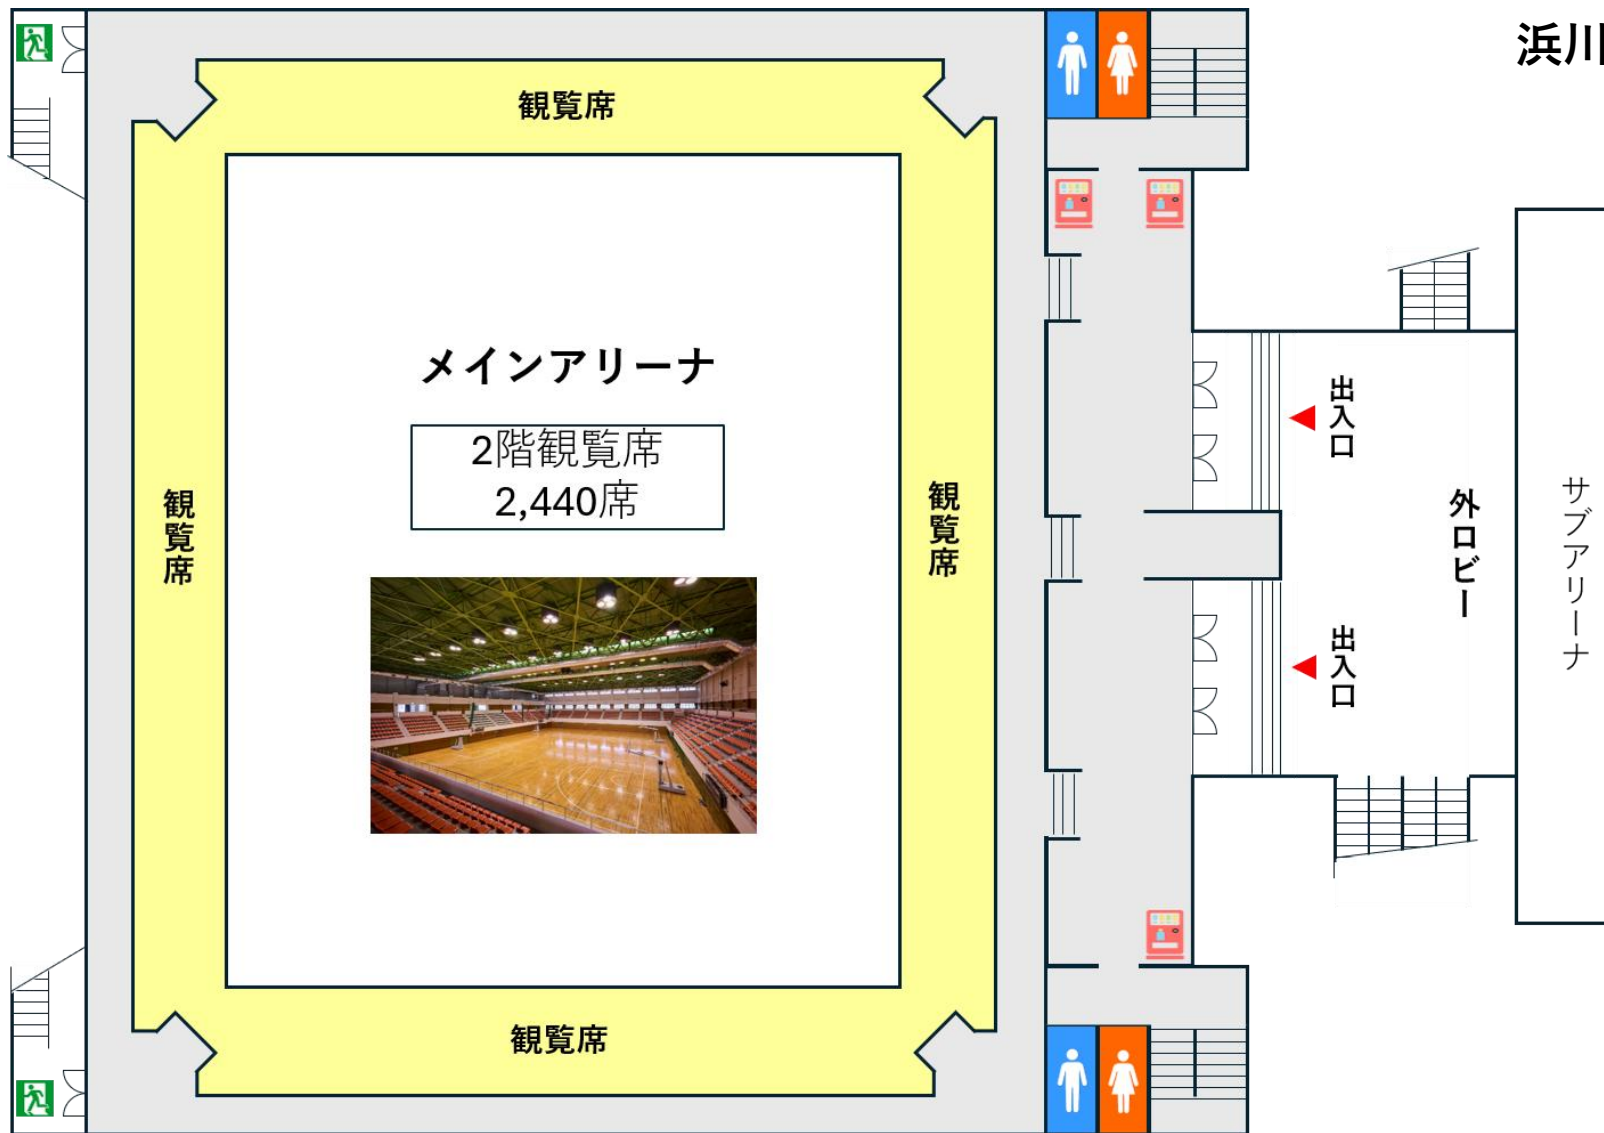 浜川
観覧席
メインアリーナ
2階観覧席
2,440席
観覧席
観覧席
出入口
外ロビー
サブアリーナ
出入口
観覧席